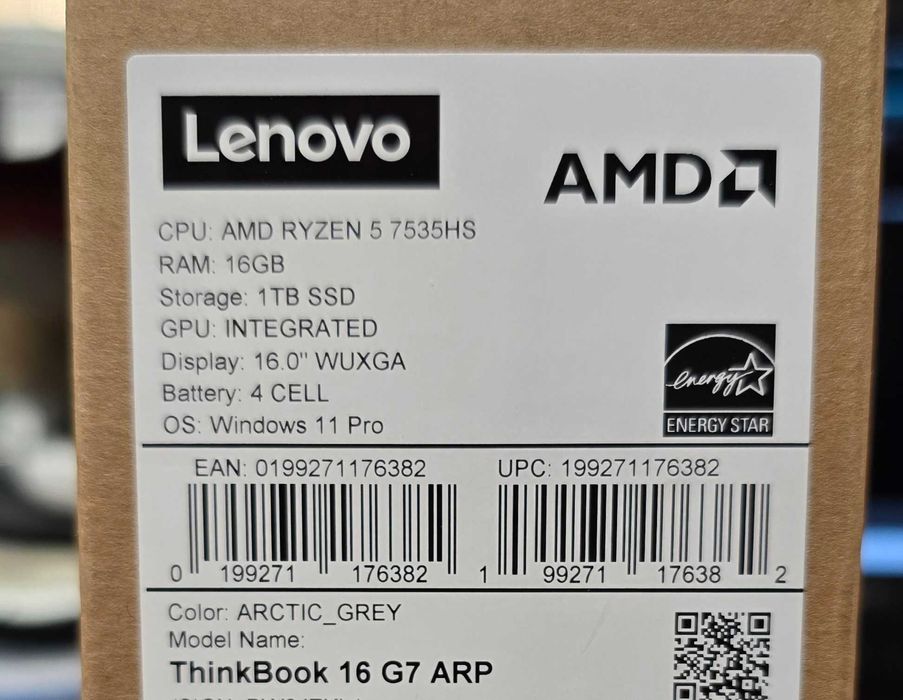 Lenovo
AMD
CPU: AMD RYZEN 5 7535HS
RAM: 16GB
Storage: 1TB SSD
GPU: INTEGRATED
Display: 16.0" WUXGA
Battery: 4 CELL
OS: Windows 11 Pro
energy
ENERGY STAR
EAN: 0199271176382
UPC: 199271176382
0 199271 176382
1 99271 17638 2
Color: ARCTIC_GREY
Model Name:
ThinkBook 16 G7 ARP